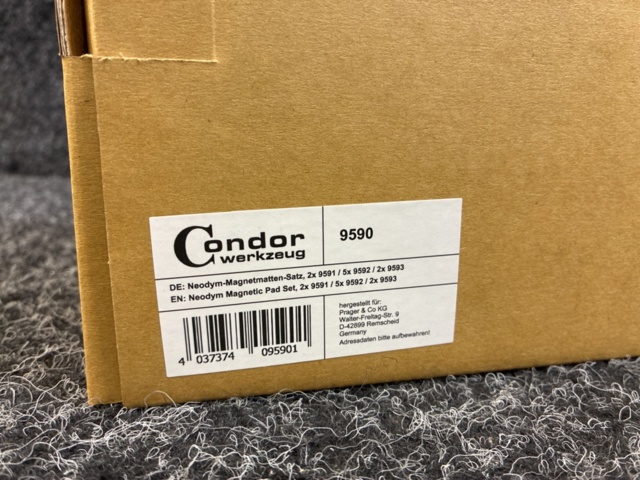 Condor
werkzeug
9590
DE: Neodym-Magnetmatten-Satz, 2x 9591 / 5x 9592 / 2x 9593
EN: Neodym Magnetic Pad Set, 2x 9591 / 5x 9592 / 2x 9593
4 037374 095901
hergestellt für:
Prager & Co KG
Walter-Freitag-Str. 9
D-42899 Remscheid
Germany
Adressdaten bitte aufbewahren!